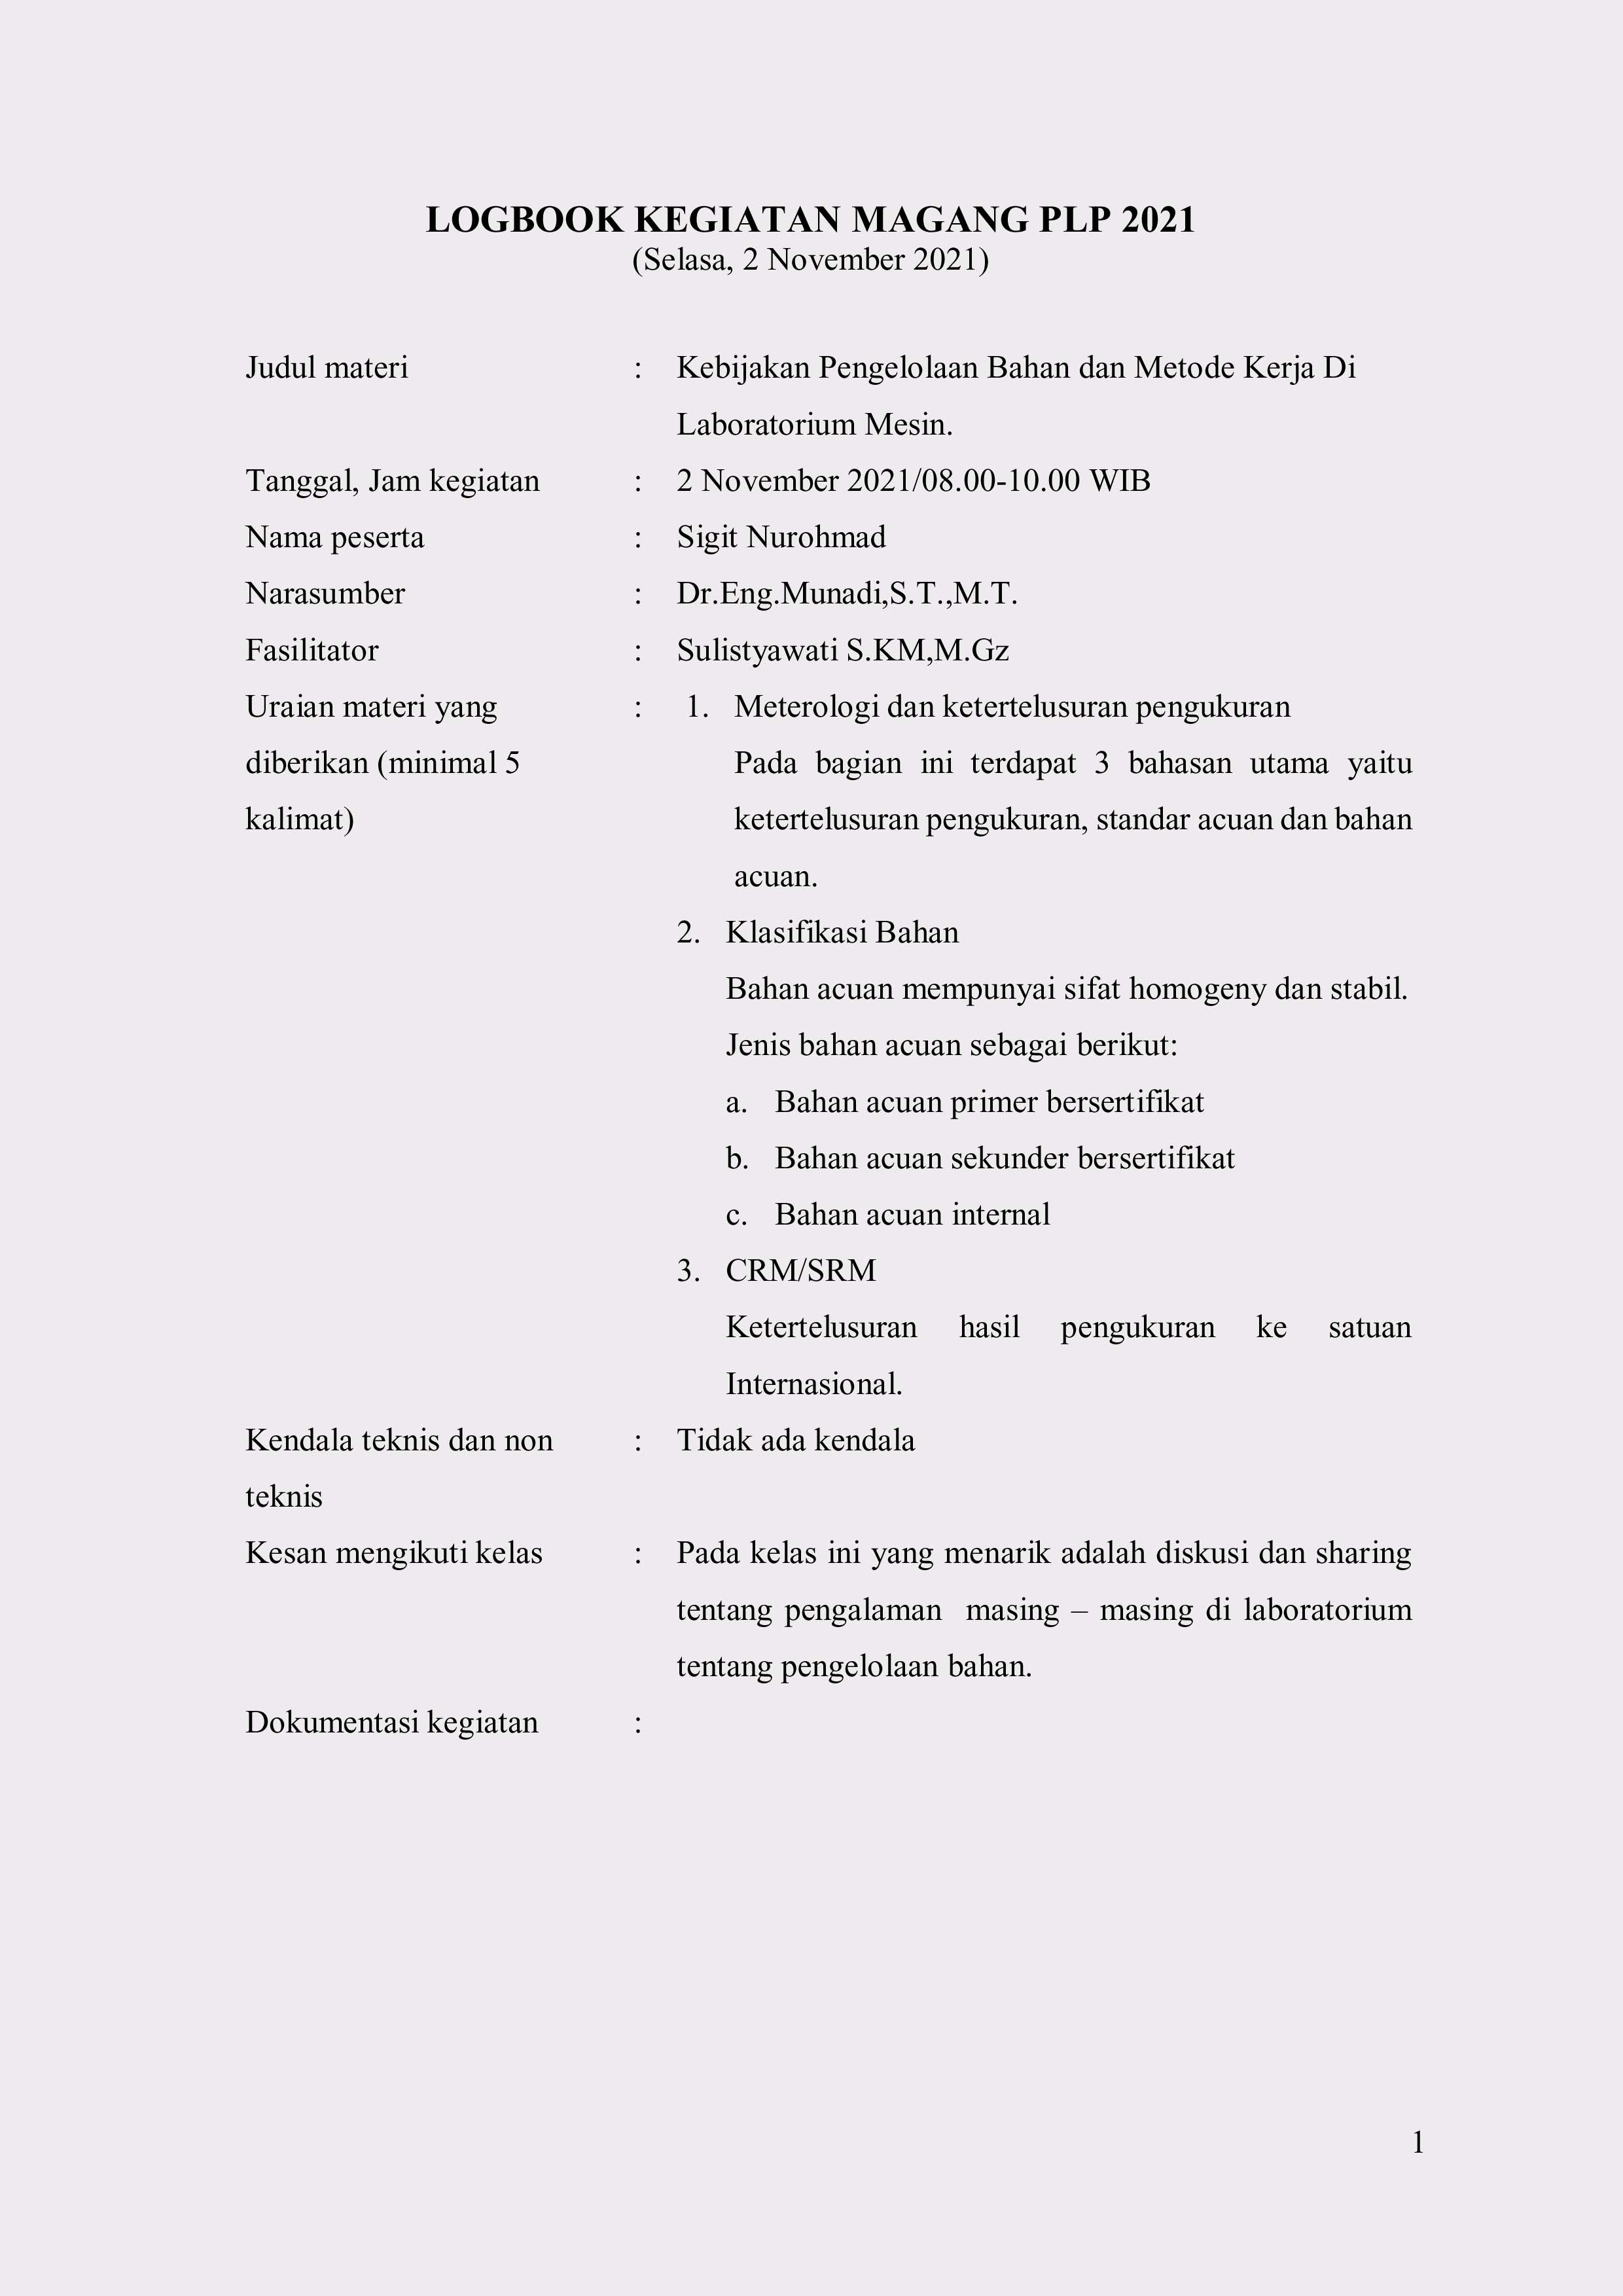 LOGBOOK KEGIATAN MAGANG PLP 2021
(Selasa, 2 November 2021)
Judul materi : Kebijakan Pengelolaan Bahan dan Metode Kerja Di
Laboratorium Mesin.
Tanggal, Jam kegiatan : 2 November 2021/08.00-10.00 WIB
Nama peserta : Sigit Nurohmad
Narasumber : Dr.Eng.Munadi,S.T.,M.T.
Fasilitator : Sulistyawati S.KM,M.Gz
Uraian materi yang : 1. Meterologi dan ketertelusuran pengukuran
diberikan (minimal 5 Pada bagian ini terdapat 3 bahasan utama yaitu
kalimat) ketertelusuran pengukuran, standar acuan dan bahan
acuan.
2. Klasifikasi Bahan
Bahan acuan mempunyai sifat homogeny dan stabil.
Jenis bahan acuan sebagai berikut:
a. Bahan acuan primer bersertifikat
b. Bahan acuan sekunder bersertifikat
c. Bahan acuan internal
3. CRM/SRM
Ketertelusuran hasil pengukuran ke satuan
Internasional.
Kendala teknis dan non : Tidak ada kendala
teknis
Kesan mengikuti kelas : Pada kelas ini yang menarik adalah diskusi dan sharing
tentang pengalaman masing – masing di laboratorium
tentang pengelolaan bahan.
Dokumentasi kegiatan :
1